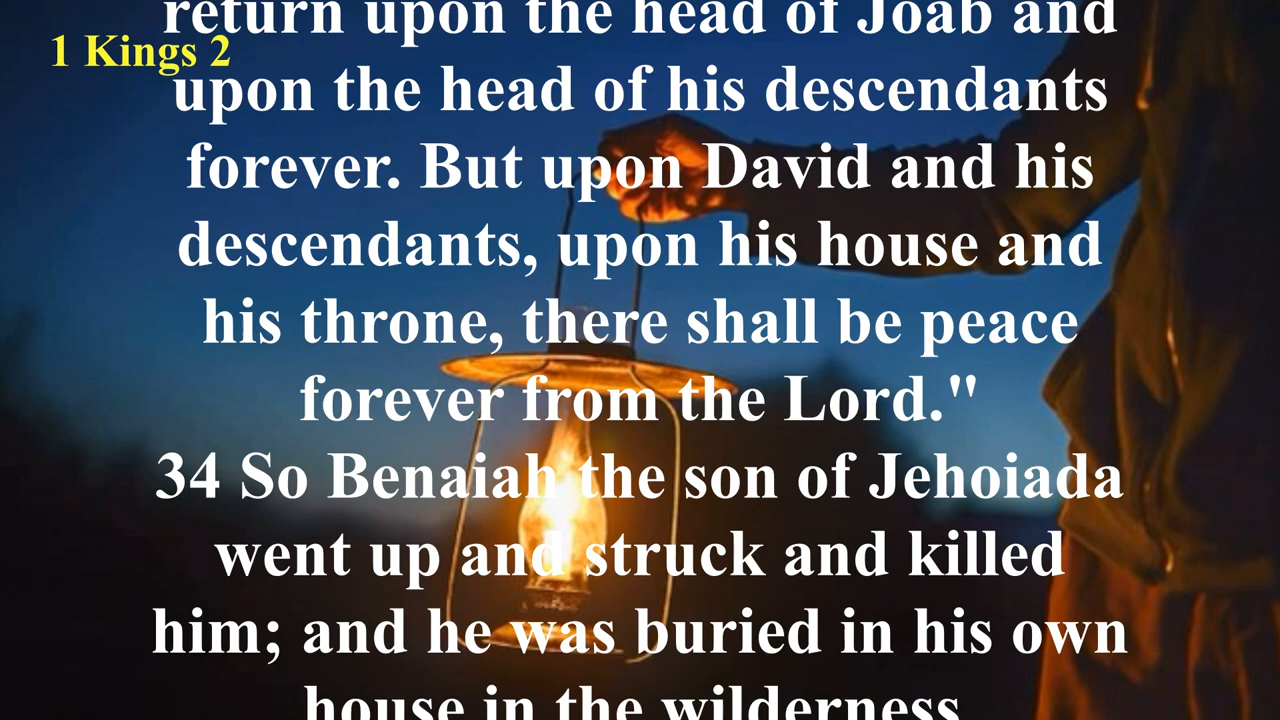 return upon the head of Joab and
1 Kings 2
upon the head of his descendants
forever. But upon David and his
descendants, upon his house and
his throne, there shall be peace
forever from the Lord."
34 So Benaiah the son of Jehoiada
went up and struck and killed
him; and he was buried in his own
house in the wilderness